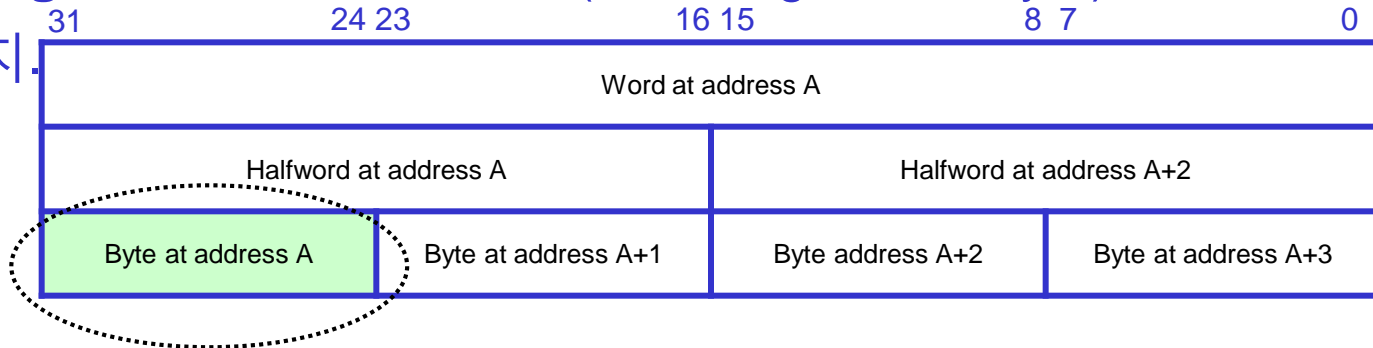 31 24 23 16 15 8 7 0
지.
Word at address A
Halfword at address A Halfword at address A+2
Byte at address A Byte at address A+1 Byte address A+2 Byte at address A+3